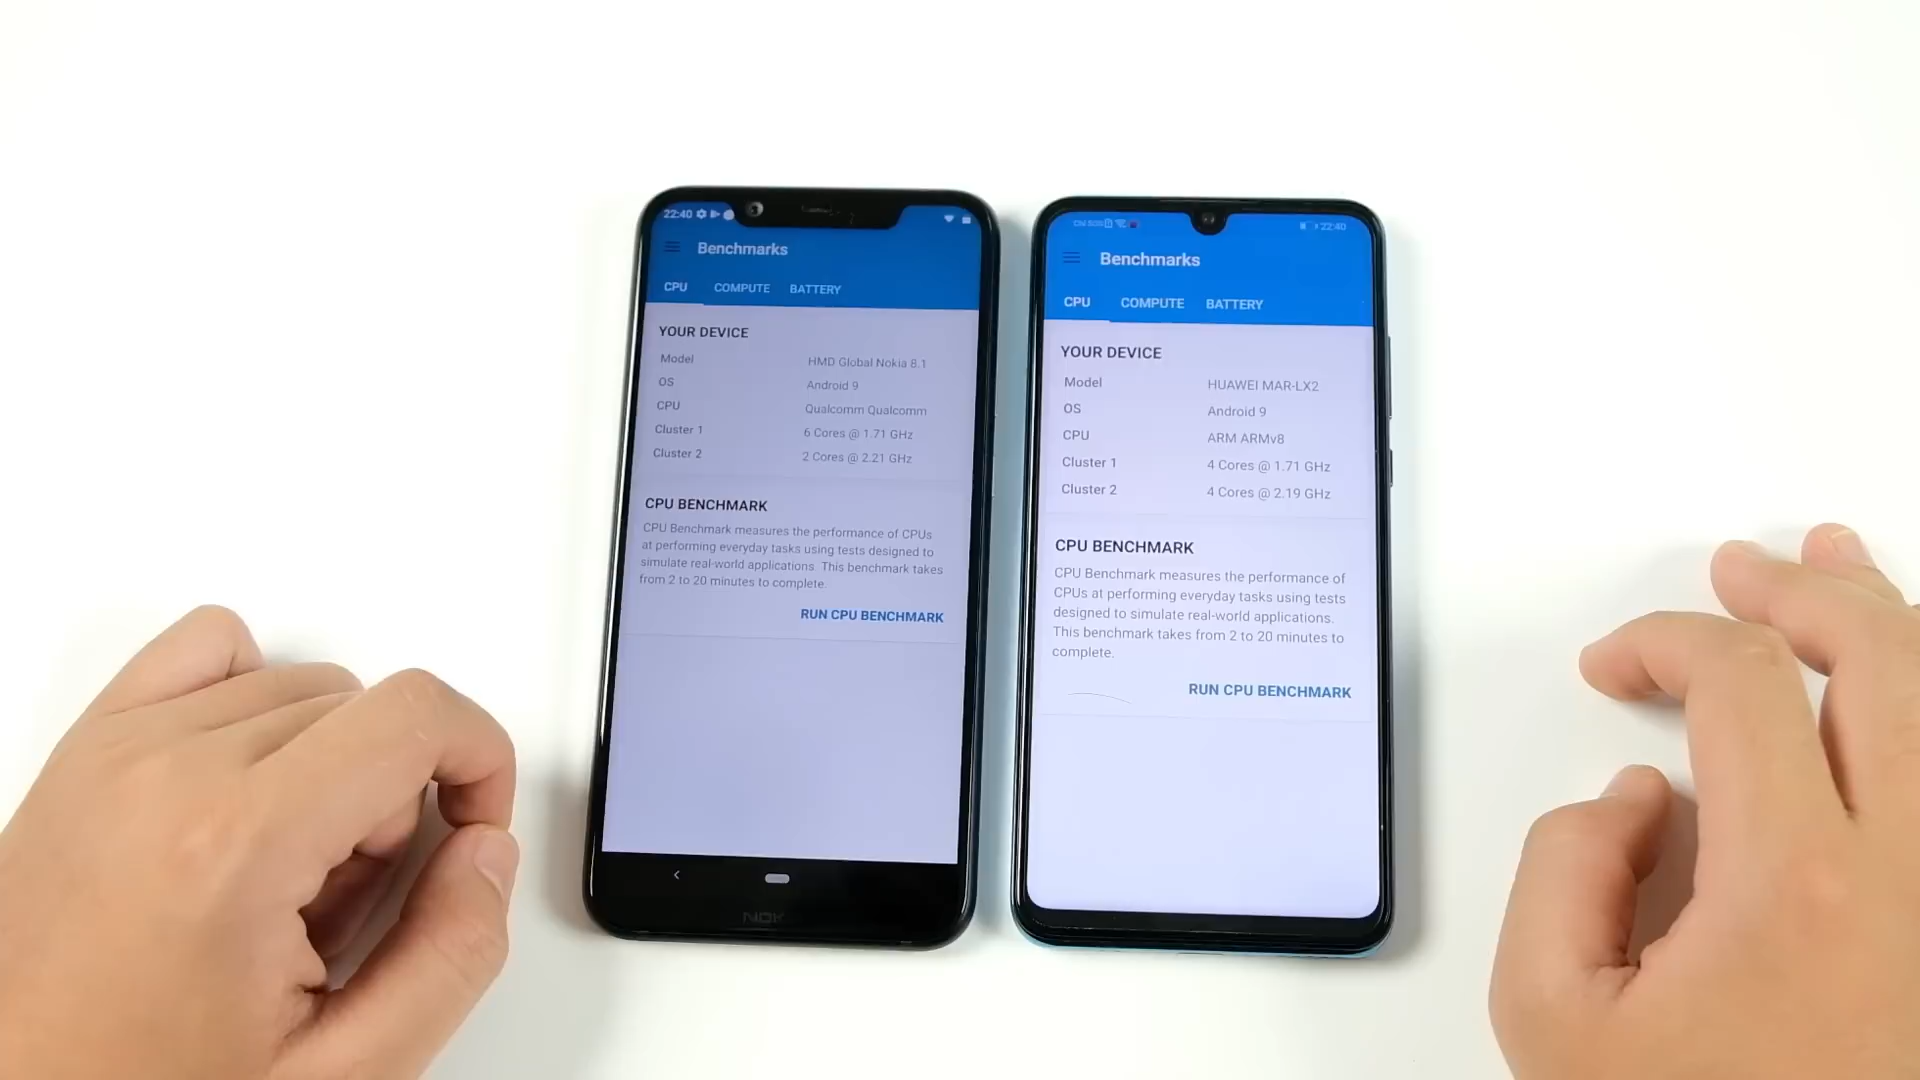 22:40
Benchmarks
CPU COMPUTE BATTERY
YOUR DEVICE
Model HMD Global Nokia 8.1
OS Android 9
CPU Qualcomm Qualcomm
Cluster 1 6 Cores @ 1.71 GHz
Cluster 2 2 Cores @ 2.21 GHz
CPU BENCHMARK
CPU Benchmark measures the performance of CPUs
at performing everyday tasks using tests designed to
simulate real-world applications. This benchmark takes
from 2 to 20 minutes to complete.
RUN CPU BENCHMARK
22:40
Benchmarks
CPU COMPUTE BATTERY
YOUR DEVICE
Model HUAWEI MAR-LX2
OS Android 9
CPU ARM ARMv8
Cluster 1 4 Cores @ 1.71 GHz
Cluster 2 4 Cores @ 2.19 GHz
CPU BENCHMARK
CPU Benchmark measures the performance of
CPUs at performing everyday tasks using tests
designed to simulate real-world applications.
This benchmark takes from 2 to 20 minutes to
complete.
RUN CPU BENCHMARK